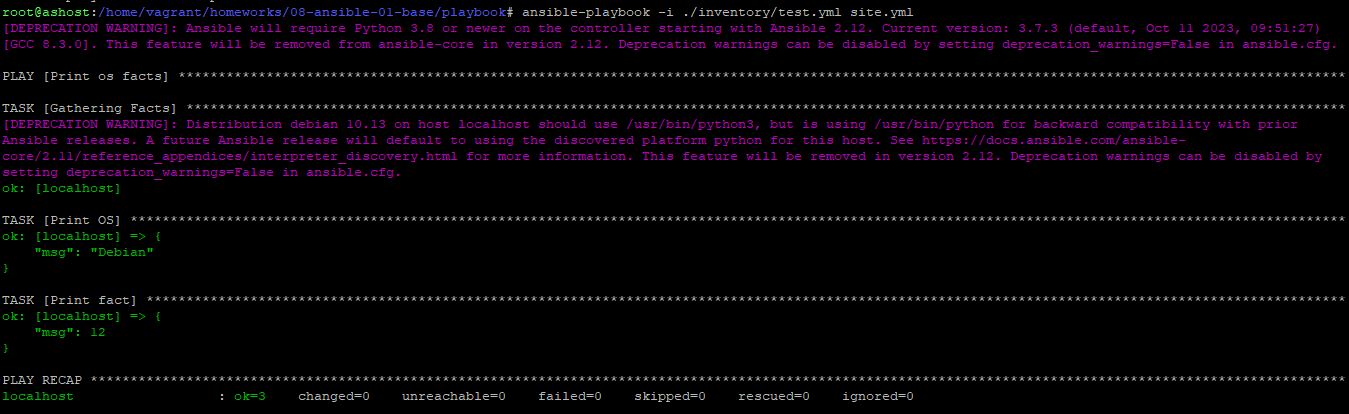 root@ashost:/home/vagrant/homeworks/08-ansible-01-base/playbook# ansible-playbook -i ./inventory/test.yml site.yml
[DEPRECATION WARNING]: Ansible will require Python 3.8 or newer on the controller starting with Ansible 2.12. Current version: 3.7.3 (default, Oct 11 2023, 09:51:27)
[GCC 8.3.0]. This feature will be removed from ansible-core in version 2.12. Deprecation warnings can be disabled by setting deprecation_warnings=False in ansible.cfg.
PLAY [Print os facts] **************************************************************************************************************************************************
TASK [Gathering Facts] *************************************************************************************************************************************************
[DEPRECATION WARNING]: Distribution debian 10.13 on host localhost should use /usr/bin/python3, but is using /usr/bin/python for backward compatibility with prior
Ansible releases. A future Ansible release will default to using the discovered platform python for this host. See https://docs.ansible.com/ansible-
core/2.11/reference_appendices/interpreter_discovery.html for more information. This feature will be removed in version 2.12. Deprecation warnings can be disabled by
setting deprecation_warnings=False in ansible.cfg.
ok: [localhost]
TASK [Print OS] ********************************************************************************************************************************************************
ok: [localhost] => {
    "msg": "Debian"
}
TASK [Print fact] ******************************************************************************************************************************************************
ok: [localhost] => {
    "msg": 12
}
PLAY RECAP *************************************************************************************************************************************************************
localhost                  : ok=3    changed=0    unreachable=0    failed=0    skipped=0    rescued=0    ignored=0